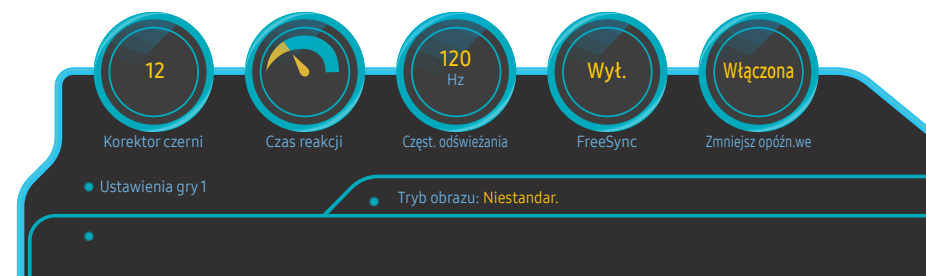 12
120
Hz
Wył.
Włączona
Korektor czerni
Czas reakcji
Częst. odświeżania
FreeSync
Zmniejsz opóźn.we
Ustawienia gry 1
Tryb obrazu: Niestandar.